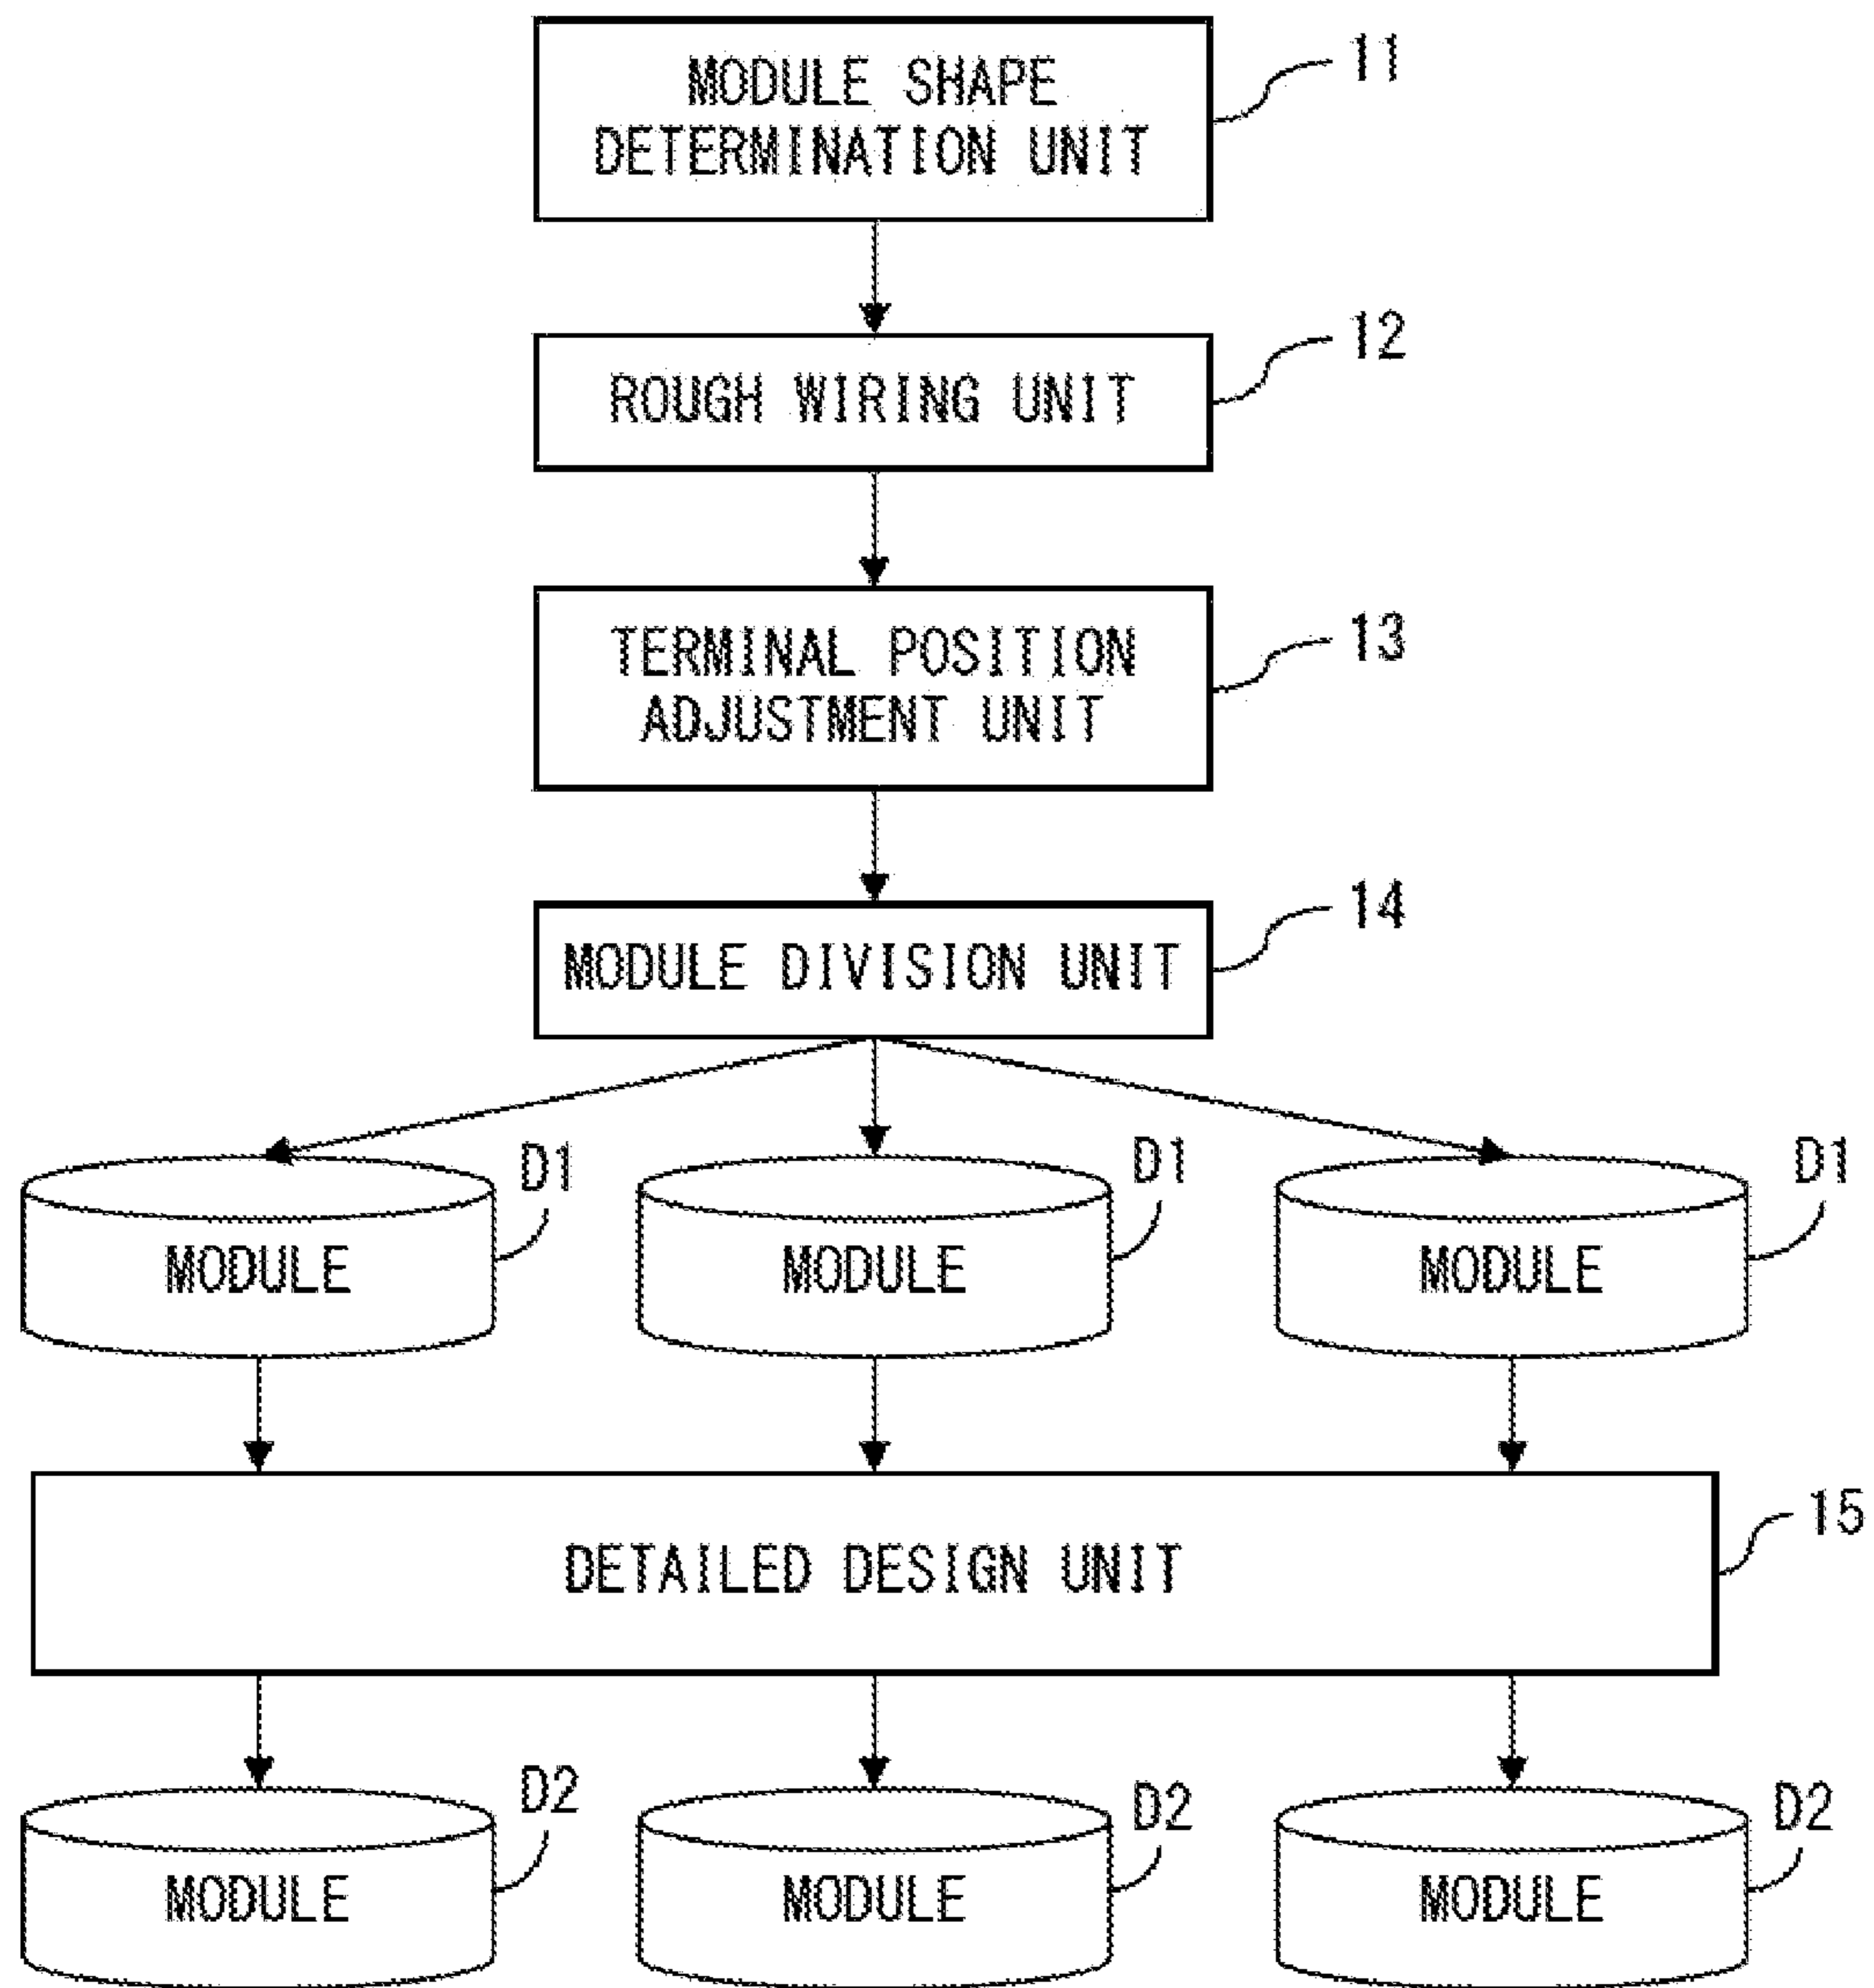 MODULE SHAPE
DETERMINATION UNIT
11
ROUGH WIRING UNIT
12
TERMINAL POSITION
ADJUSTMENT UNIT
13
MODULE DIVISION UNIT
14
D1
D1
D1
MODULE
MODULE
MODULE
DETAILED DESIGN UNIT
15
D2
D2
D2
MODULE
MODULE
MODULE